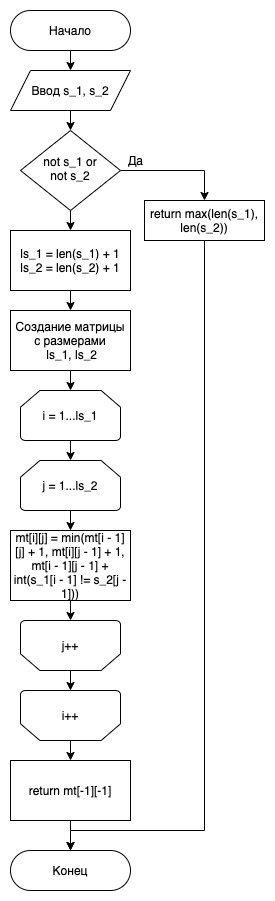 Начало
Ввод s_1, s_2
not s_1 or
not s_2
Да
return max(len(s_1),
len(s_2))
ls_1 = len(s_1) + 1
ls_2 = len(s_2) + 1
Создание матрицы
с размерами
ls_1, ls_2
i = 1...ls_1
j = 1...ls_2
mt[i][j] = min(mt[i - 1]
[j] + 1, mt[i][j - 1] + 1,
mt[i - 1][j - 1] +
int(s_1[i - 1] != s_2[j -
1]))
j++
i++
return mt[-1][-1]
Конец